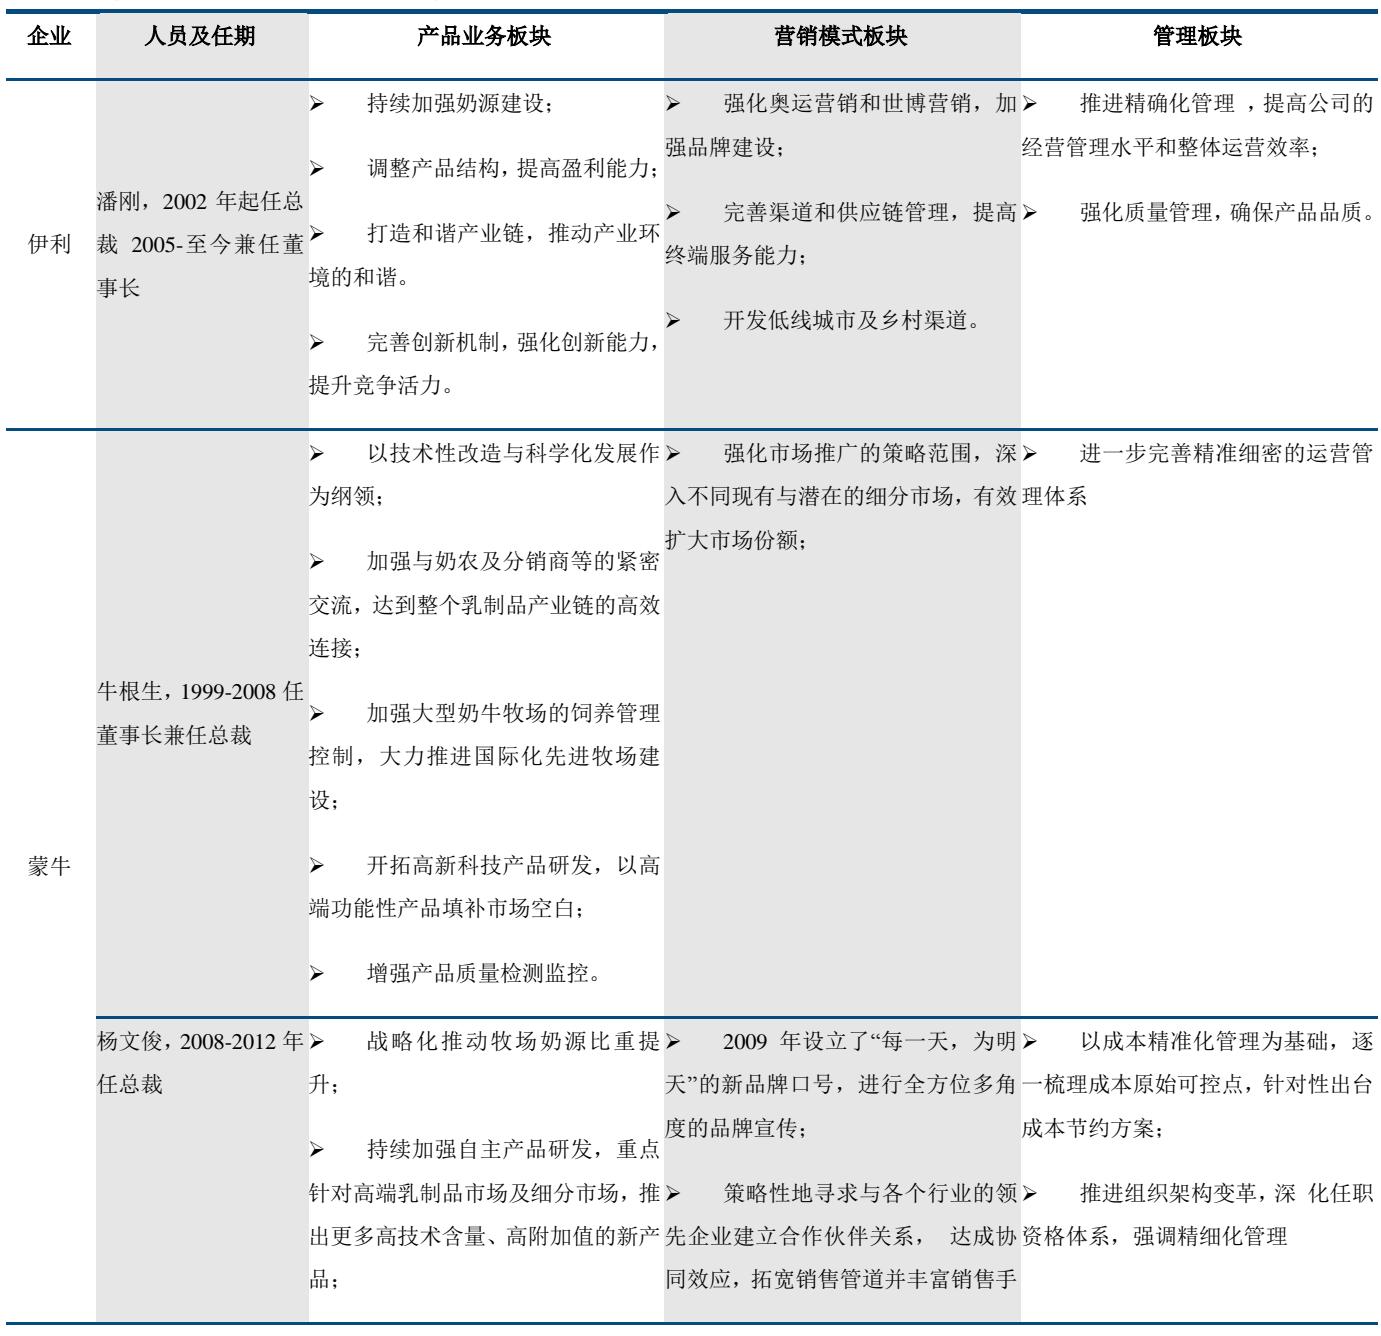 企业 人员及任期 产品业务板块 营销模式板块 管理板块
伊利
潘刚，2002 年起任总
裁 2005-至今兼任董
事长
➢ 持续加强奶源建设；
➢ 调整产品结构，提高盈利能力；
➢ 打造和谐产业链，推动产业环
境的和谐。
➢ 完善创新机制，强化创新能力，
提升竞争活力。
➢ 强化奥运营销和世博营销，加
强品牌建设；
➢ 完善渠道和供应链管理，提高
终端服务能力；
➢ 开发低线城市及乡村渠道。
➢ 推进精确化管理 ，提高公司的
经营管理水平和整体运营效率；
➢ 强化质量管理，确保产品品质。
蒙牛
牛根生，1999-2008 任
董事长兼任总裁
➢ 以技术性改造与科学化发展作
为纲领；
➢ 加强与奶农及分销商等的紧密
交流，达到整个乳制品产业链的高效
连接；
➢ 加强大型奶牛牧场的饲养管理
控制，大力推进国际化先进牧场建
设；
➢ 开拓高新科技产品研发，以高
端功能性产品填补市场空白；
➢ 增强产品质量检测监控。
➢ 强化市场推广的策略范围，深
入不同现有与潜在的细分市场，有效
扩大市场份额；
➢ 进一步完善精准细密的运营管
理体系
杨文俊，2008-2012 年
任总裁
➢ 战略化推动牧场奶源比重提
升；
➢ 持续加强自主产品研发，重点
针对高端乳制品市场及细分市场，推
出更多高技术含量、高附加值的新产
品；
➢ 2009 年设立了“每一天，为明
天”的新品牌口号，进行全方位多角
度的品牌宣传；
➢ 策略性地寻求与各个行业的领
先企业建立合作伙伴关系， 达成协
同效应，拓宽销售管道并丰富销售手
➢ 以成本精准化管理为基础，逐
一梳理成本原始可控点，针对性出台
成本节约方案；
➢ 推进组织架构变革，深 化任职
资格体系，强调精细化管理